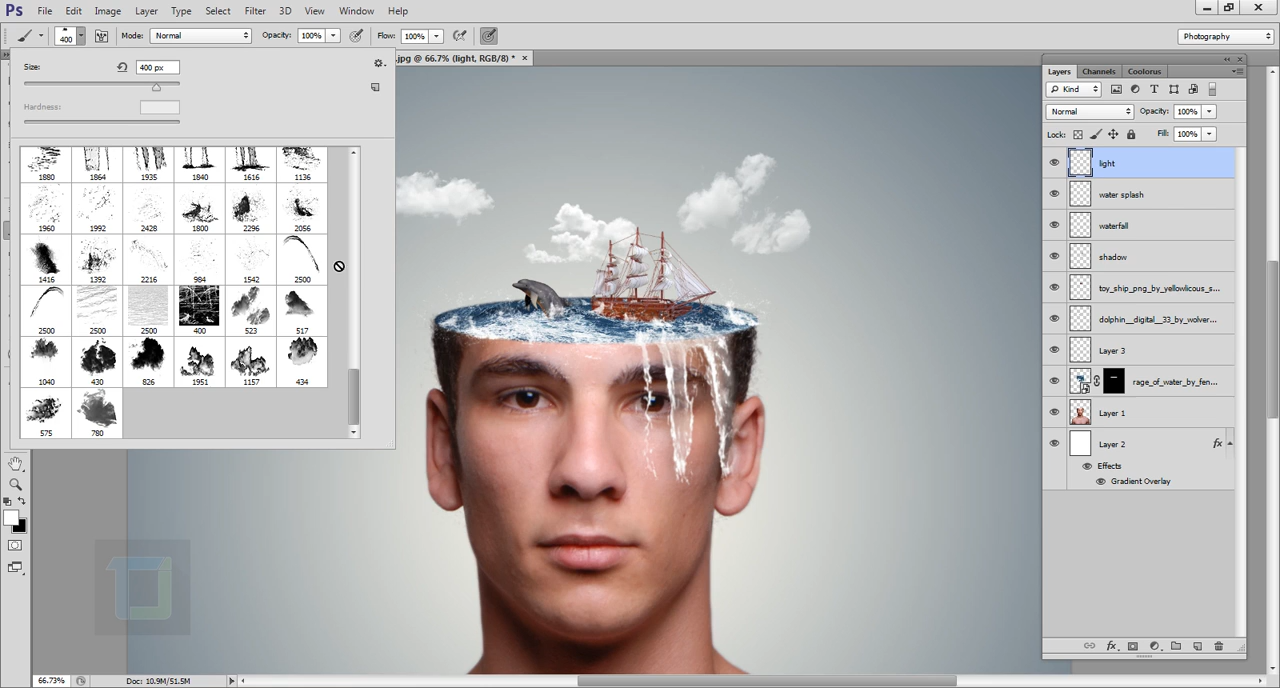 Ps File Edit Image Layer Type Select Filter 3D View Window Help
400 Mode: Normal Opacity: 100% Flow: 100% Photography
.jpg @ 66.7% (light, RGB/8) * ×
Size: 400 px
Hardness:
1880 1864 1935 1840 1616 1136
1960 1992 2428 1800 2296 2056
1416 1392 2216 984 1542 2500
2500 2500 2500 400 523 517
1040 430 826 1951 1157 434
575 780
Layers Channels Coolorus
Kind
Normal Opacity: 100%
Lock: Fill: 100%
light
water splash
waterfall
shadow
toy_ship_png_by_yellowlicous_s...
dolphin__digital__33_by_wolver...
Layer 3
rage_of_water_by_fen...
Layer 1
Layer 2 fx
Effects
Gradient Overlay
fx
66.73% Doc: 10.9M/51.5M